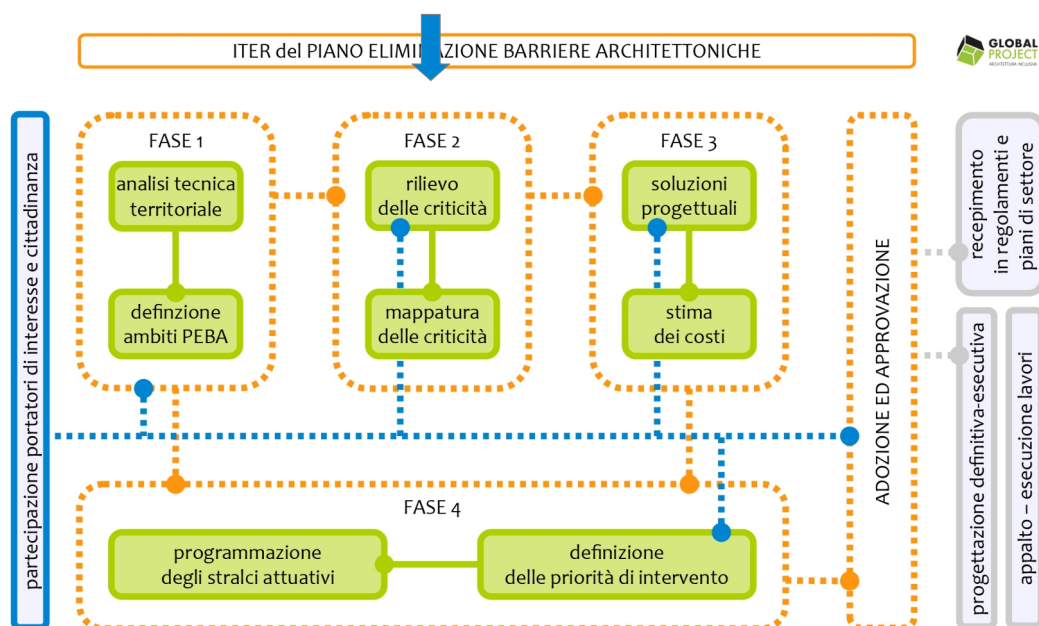 ITER del PIANO ELIMINAZIONE BARRIERE ARCHITETTONICHE
GLOBAL
PROJECT
ARCHITETTURA INCLUSIVA
partecipazione portatori di interesse e cittadinanza
FASE 1
analisi tecnica
territoriale
definzione
ambiti PEBA
FASE 2
rilievo
delle criticità
mappatura
delle criticità
FASE 3
soluzioni
progettuali
stima
dei costi
FASE 4
programmazione
degli stralci attuativi
definizione
delle priorità di intervento
ADOZIONE ED APPROVAZIONE
recepimento
in regolamenti e
piani di settore
progettazione definitiva-esecutiva
appalto – esecuzione lavori